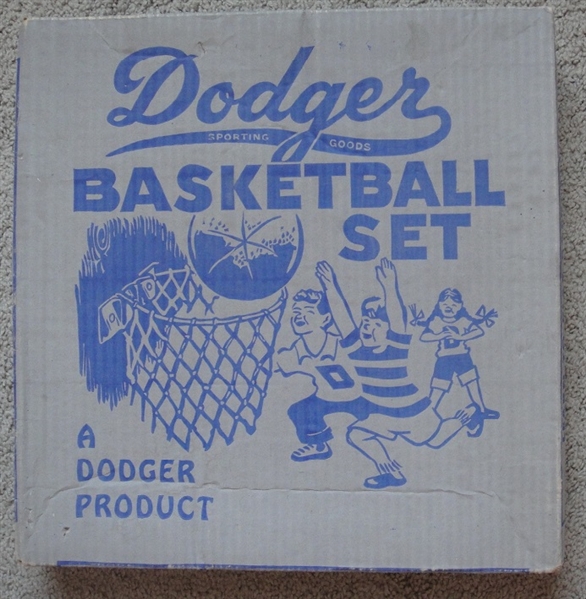 Dodger
SPORTING GOODS
BASKETBALL
SET
A
DODGER
PRODUCT